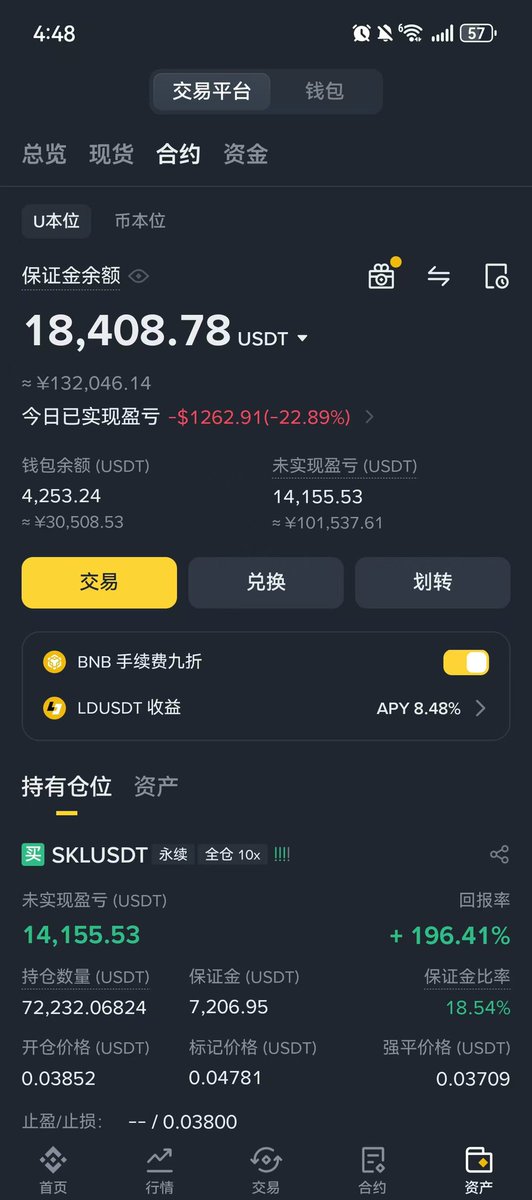 4:48 6 57
交易平台 钱包
总览 现货 合约 资金
U本位 币本位
保证金余额
18,408.78 USDT
≈ ¥132,046.14
今日已实现盈亏 -$1262.91(-22.89%)
钱包余额 (USDT) 未实现盈亏 (USDT)
4,253.24 14,155.53
≈ ¥30,508.53 ≈ ¥101,537.61
交易 兑换 划转
BNB 手续费九折
LDUSDT 收益 APY 8.48%
持有仓位 资产
买 SKLUSDT 永续 全仓 10x !!!!
未实现盈亏 (USDT) 回报率
14,155.53 + 196.41%
持仓数量 (USDT) 保证金 (USDT) 保证金比率
72,232.06824 7,206.95 18.54%
开仓价格 (USDT) 标记价格 (USDT) 强平价格 (USDT)
0.03852 0.04781 0.03709
止盈/止损： -- / 0.03800
首页 行情 交易 合约 资产